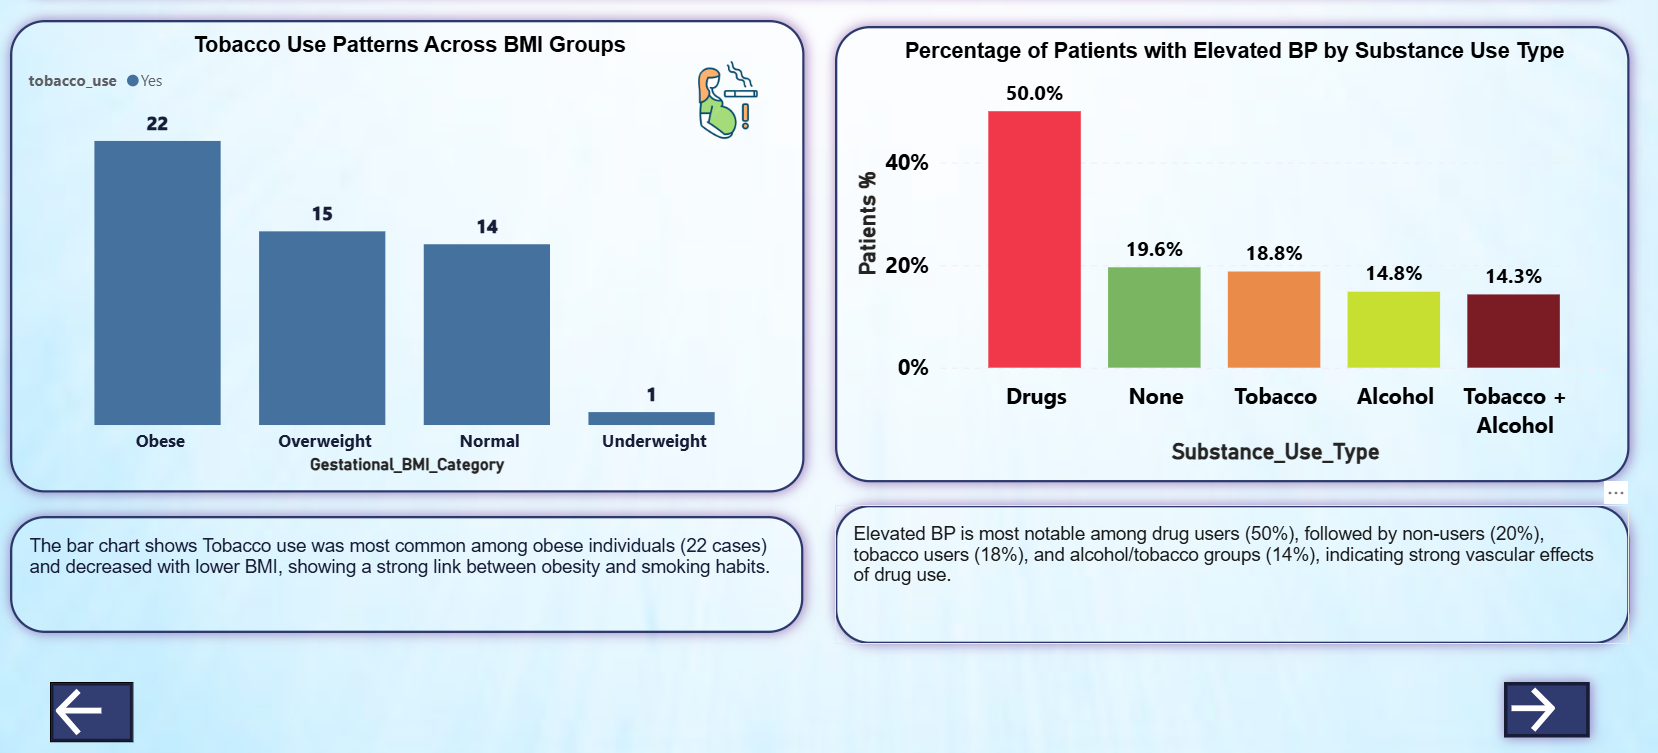 Tobacco Use Patterns Across BMI Groups
tobacco_use Yes
22
15
14
1
Obese Overweight Normal Underweight
Gestational_BMI_Category
The bar chart shows Tobacco use was most common among obese individuals (22 cases)
and decreased with lower BMI, showing a strong link between obesity and smoking habits.
Percentage of Patients with Elevated BP by Substance Use Type
Patients %
40%
20%
0%
50.0%
19.6%
18.8%
14.8%
14.3%
Drugs None Tobacco Alcohol Tobacco +
Alcohol
Substance_Use_Type
Elevated BP is most notable among drug users (50%), followed by non-users (20%),
tobacco users (18%), and alcohol/tobacco groups (14%), indicating strong vascular effects
of drug use.